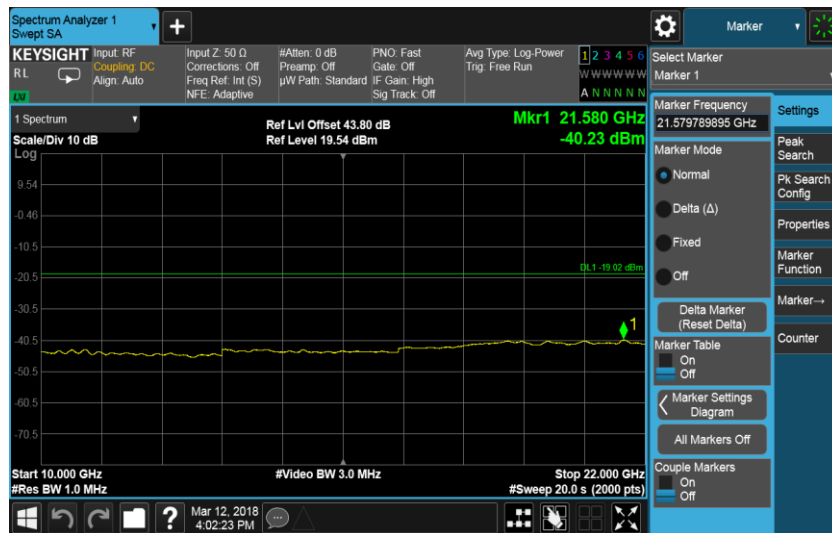 Spectrum Analyzer 1
Swept SA
Marker
KEYSIGHT
RL
LXI
Input: RF
Coupling: DC
Align: Auto
Input Z: 50 Ω
Corrections: Off
Freq Ref: Int (S)
NFE: Adaptive
#Atten: 0 dB
Preamp: Off
µW Path: Standard
PNO: Fast
Gate: Off
IF Gain: High
Sig Track: Off
Avg Type: Log-Power
Trig: Free Run
1 2 3 4 5 6
W W W W W W
A N N N N N
1 Spectrum
Scale/Div 10 dB
Log
Ref Lvl Offset 43.80 dB
Ref Level 19.54 dBm
Mkr1 21.580 GHz
-40.23 dBm
9.54
-0.46
-10.5
-20.5
-30.5
-40.5
-50.5
-60.5
-70.5
DL1 -19.02 dBm
1
Start 10.000 GHz
#Res BW 1.0 MHz
#Video BW 3.0 MHz
Stop 22.000 GHz
#Sweep 20.0 s (2000 pts)
Select Marker
Marker 1
Marker Frequency
21.579789895 GHz
Marker Mode
Normal
Delta (Δ)
Fixed
Off
Delta Marker
(Reset Delta)
Marker Table
On
Off
Marker Settings
Diagram
All Markers Off
Couple Markers
On
Off
Settings
Peak
Search
Pk Search
Config
Properties
Marker
Function
Marker→
Counter
?
Mar 12, 2018
4:02:23 PM